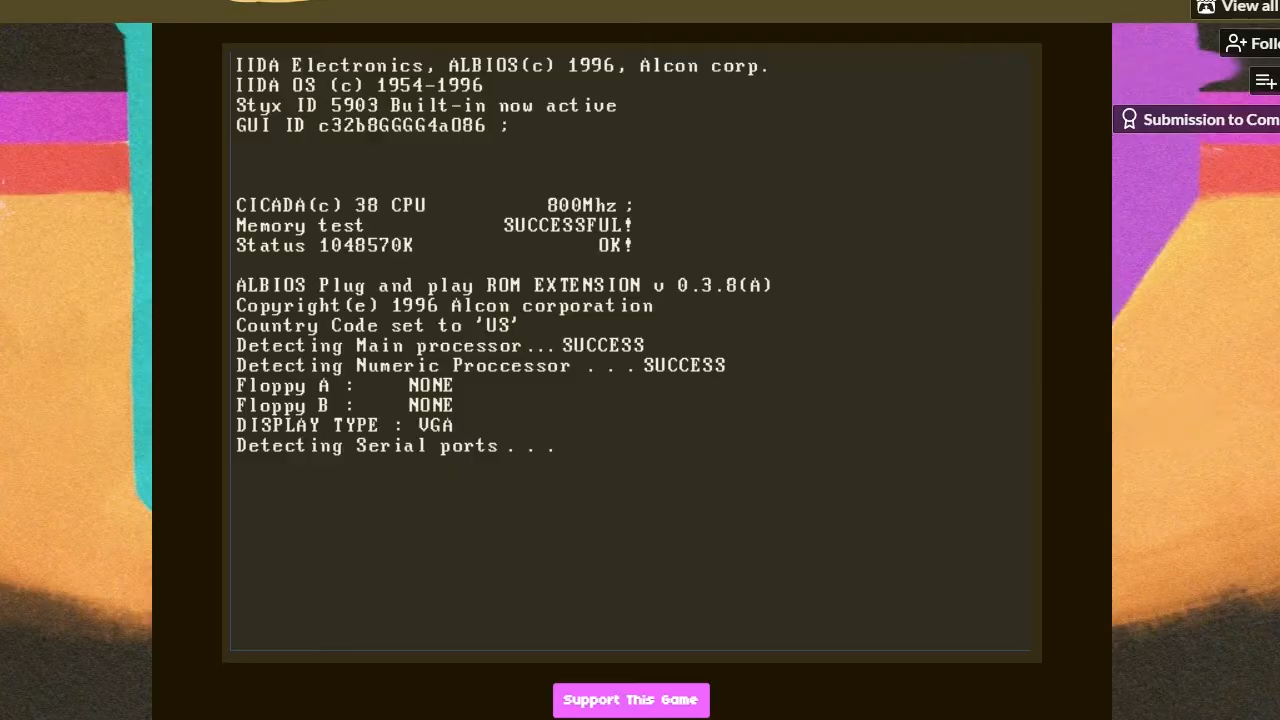 View all
Foll
Submission to Com
IIDA Electronics, ALBIOS(c) 1996, Alcon corp.
IIDA OS (c) 1954-1996
Styx ID 5903 Built-in now active
GUI ID c32b8GGGG4a086 ;
CICADA(c) 38 CPU 800Mhz ;
Memory test SUCCESSFUL!
Status 1048570K OK!
ALBIOS Plug and play ROM EXTENSION v 0.3.8(A)
Copyright(e) 1996 Alcon corporation
Country Code set to 'US'
Detecting Main processor...SUCCESS
Detecting Numeric Proccessor . . . SUCCESS
Floppy A : NONE
Floppy B : NONE
DISPLAY TYPE : VGA
Detecting Serial ports . . .
Support This Game